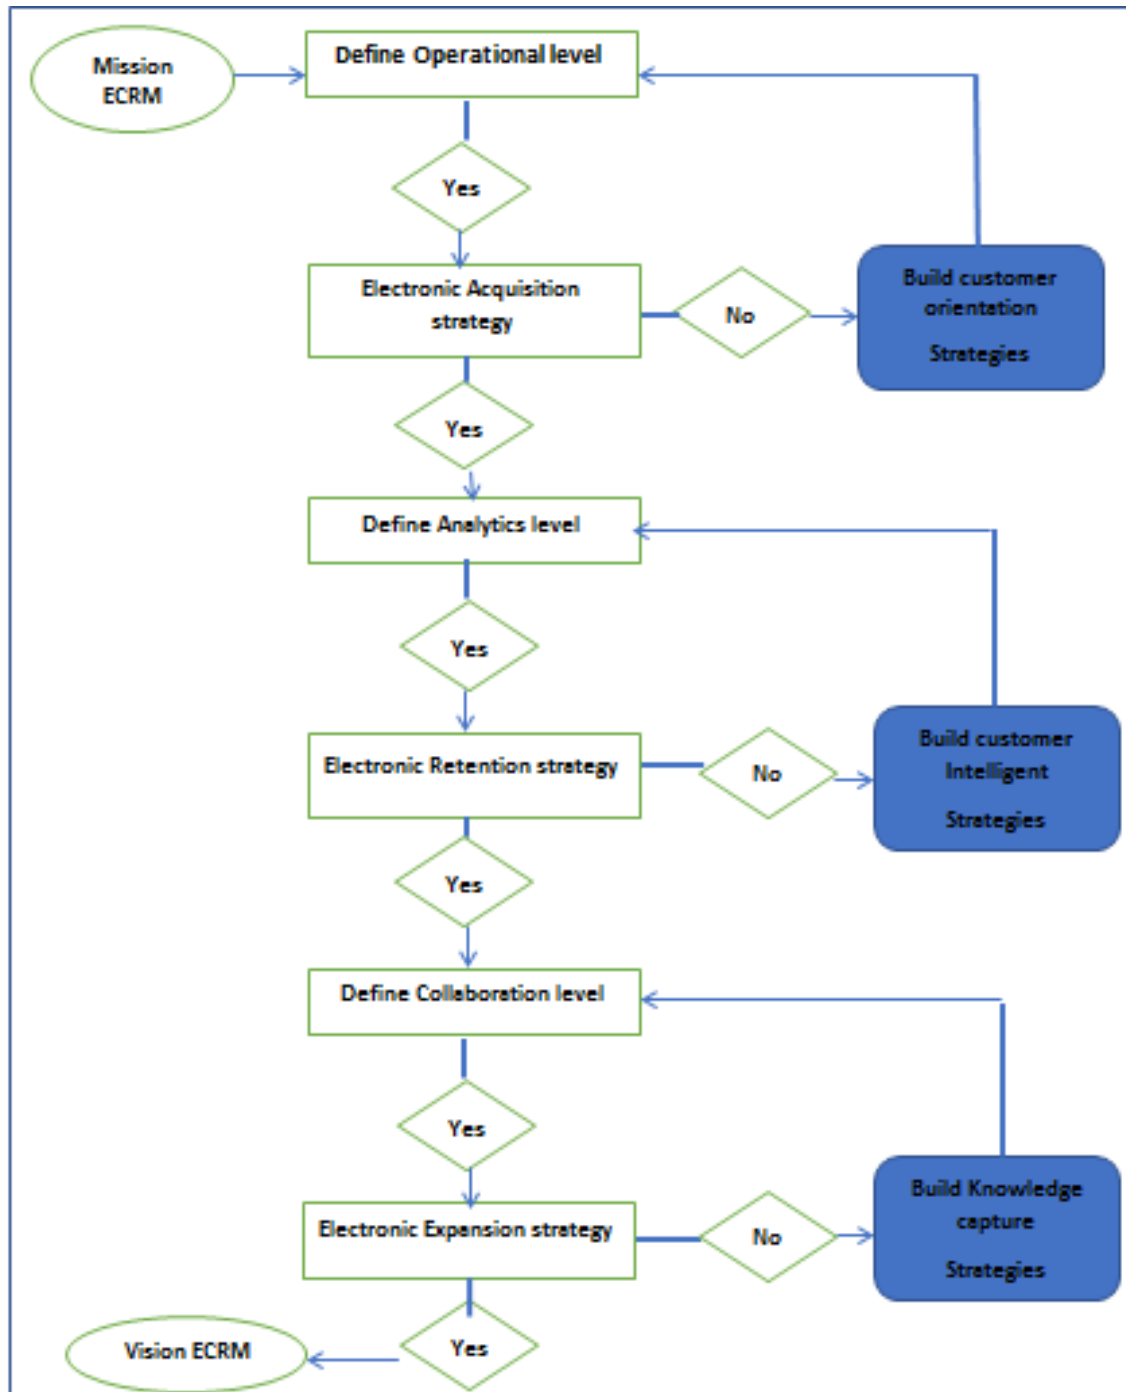 Mission
ECRM
Define Operational level
Yes
Electronic Acquisition
strategy
No
Build customer
orientation
Strategies
Yes
Define Analytics level
Yes
Electronic Retention strategy
No
Build customer
Intelligent
Strategies
Yes
Define Collaboration level
Yes
Electronic Expansion strategy
No
Build Knowledge
capture
Strategies
Yes
Vision ECRM